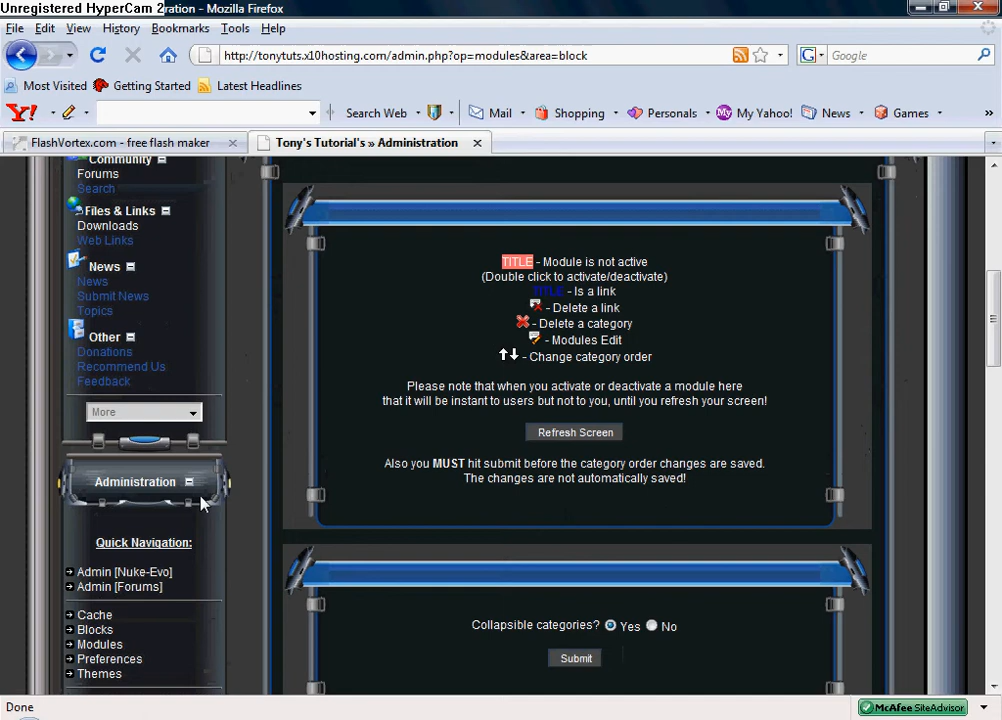 Unregistered HyperCam 2
ration - Mozilla Firefox
File Edit View History Bookmarks Tools Help
http://tonytuts.x10hosting.com/admin.php?op=modules&area=block
G Google
Most Visited Getting Started Latest Headlines
Y! Search Web Mail Shopping Personals My Yahoo! News Games »
FlashVortex.com - free flash maker
Tony's Tutorial's » Administration
Community
Forums
Search
Files & Links
Downloads
Web Links
News
News
Submit News
Topics
Other
Donations
Recommend Us
Feedback
More
Administration
Quick Navigation:
Admin [Nuke-Evo]
Admin [Forums]
Cache
Blocks
Modules
Preferences
Themes
TITLE - Module is not active
(Double click to activate/deactivate)
TITLE - Is a link
- Delete a link
- Delete a category
- Modules Edit
- Change category order
Please note that when you activate or deactivate a module here
that it will be instant to users but not to you, until you refresh your screen!
Refresh Screen
Also you MUST hit submit before the category order changes are saved.
The changes are not automatically saved!
Collapsible categories? Yes No
Submit
Done
McAfee SiteAdvisor